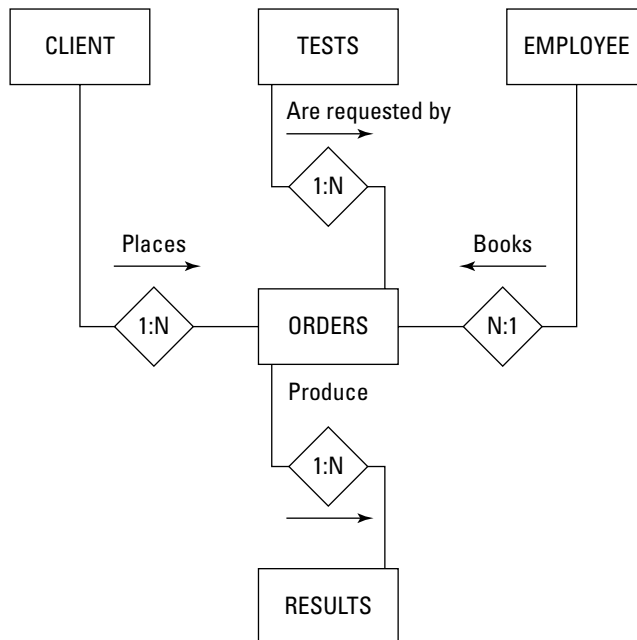 CLIENT
TESTS
EMPLOYEE
Are requested by
1:N
Places
Books
1:N
ORDERS
N:1
Produce
1:N
RESULTS